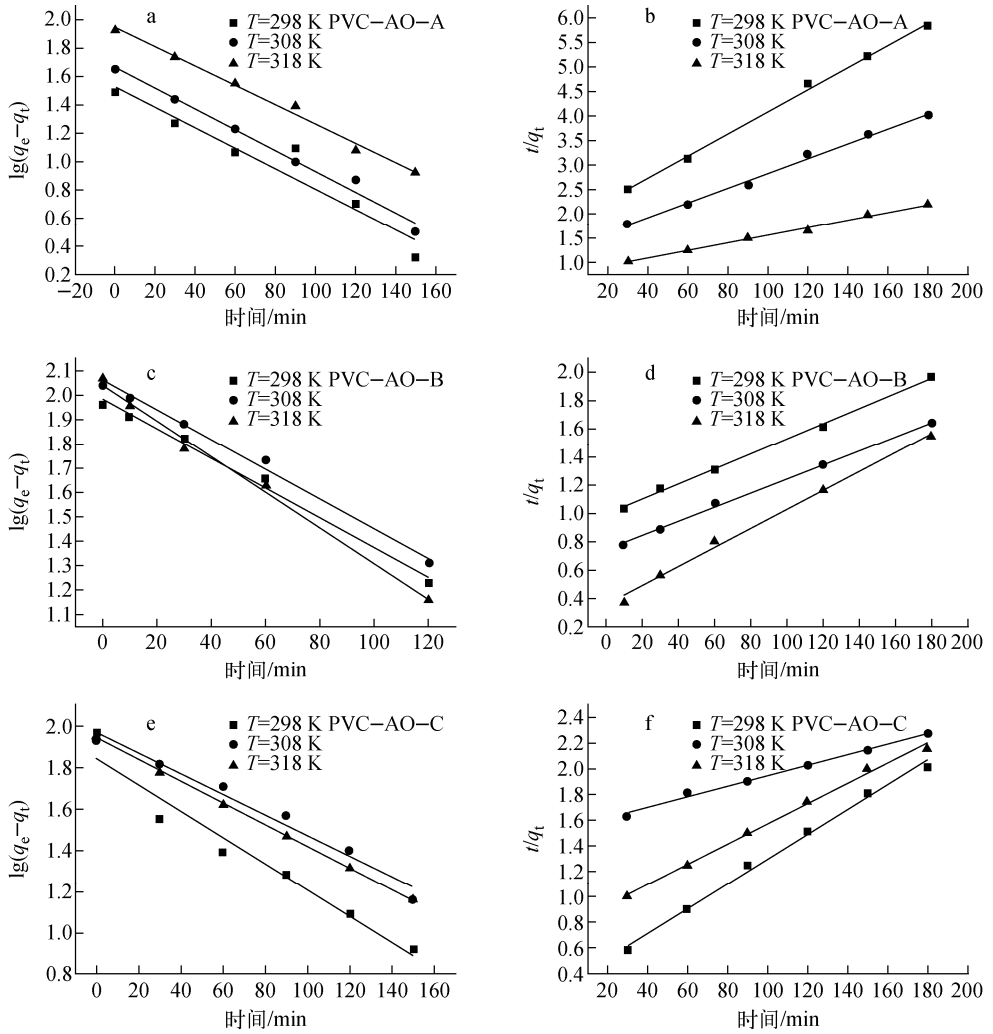 a
T=298 K PVC−AO−A
T=308 K
T=318 K
lg(qe−qt)
2.0
1.8
1.6
1.4
1.2
1.0
0.8
0.6
0.4
0.2
−20 0 20 40 60 80 100 120 140 160
时间/min
b
T=298 K PVC−AO−A
T=308 K
T=318 K
t/qt
6.0
5.5
5.0
4.5
4.0
3.5
3.0
2.5
2.0
1.5
1.0
20 40 60 80 100 120 140 160 180 200
时间/min
c
T=298 K PVC−AO−B
T=308 K
T=318 K
lg(qe−qt)
2.1
2.0
1.9
1.8
1.7
1.6
1.5
1.4
1.3
1.2
1.1
0 20 40 60 80 100 120
时间/min
d
T=298 K PVC−AO−B
T=308 K
T=318 K
t/qt
2.0
1.8
1.6
1.4
1.2
1.0
0.8
0.6
0.4
0.2
0 20 40 60 80 100 120 140 160 180 200
时间/min
e
T=298 K PVC−AO−C
T=308 K
T=318 K
lg(qe−qt)
2.0
1.8
1.6
1.4
1.2
1.0
0.8
0 20 40 60 80 100 120 140 160
时间/min
f
T=298 K PVC−AO−C
T=308 K
T=318 K
t/qt
2.4
2.2
2.0
1.8
1.6
1.4
1.2
1.0
0.8
0.6
0.4
20 40 60 80 100 120 140 160 180 200
时间/min